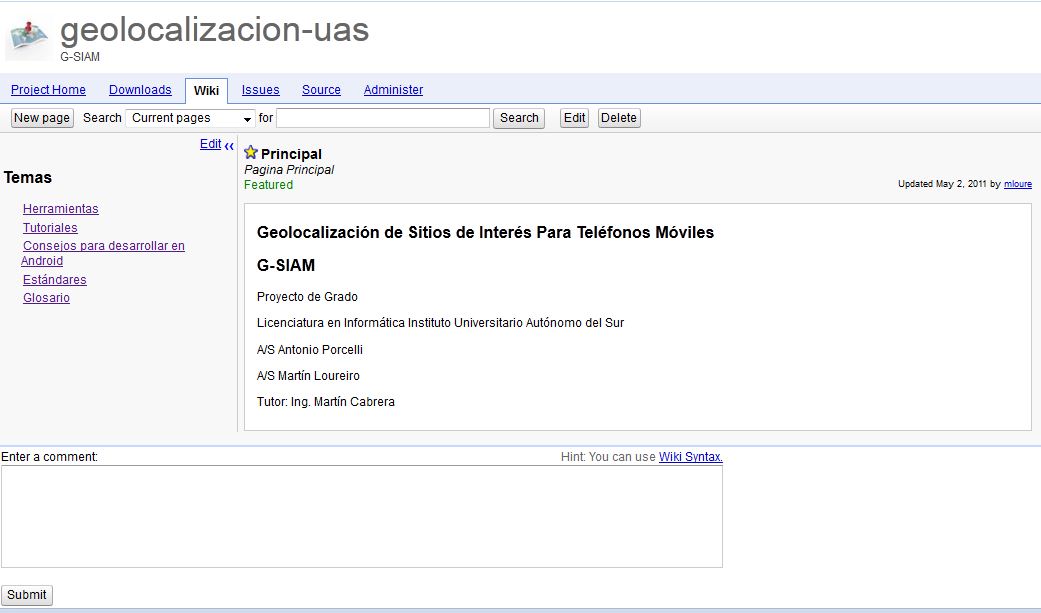 geolocalizacion-uas
G-SIAM
Project Home Downloads Wiki Issues Source Administer
New page Search Current pages for Search Edit Delete
Edit ‹‹
Temas
Herramientas
Tutoriales
Consejos para desarrollar en
Android
Estándares
Glosario
Principal
Pagina Principal
Featured
Updated May 2, 2011 by mloure
Geolocalización de Sitios de Interés Para Teléfonos Móviles
G-SIAM
Proyecto de Grado
Licenciatura en Informática Instituto Universitario Autónomo del Sur
A/S Antonio Porcelli
A/S Martín Loureiro
Tutor: Ing. Martín Cabrera
Enter a comment: Hint: You can use Wiki Syntax.
Submit